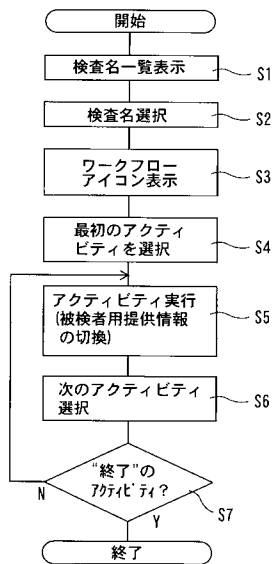 開始
検査名一覧表示
S1
検査名選択
S2
ワークフロー
アイコン表示
S3
最初のアクティ
ビティを選択
S4
アクティビティ実行
(被検者用提供情報
の切換)
S5
次のアクティビティ
選択
S6
“終了”の
ｱｸﾃｨﾋﾞﾃｨ?
S7
N
Y
終了